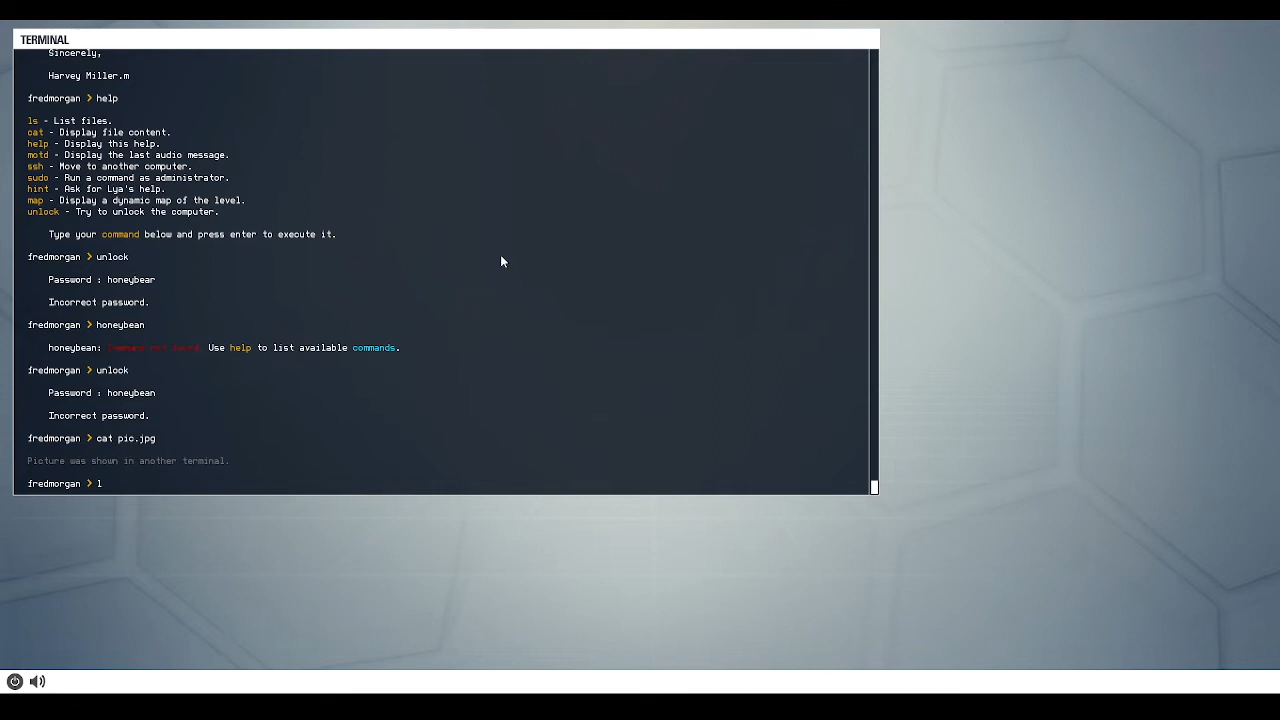 TERMINAL
Sincerely,
Harvey Miller.m
fredmorgan > help
ls - List files.
cat - Display file content.
help - Display this help.
motd - Display the last audio message.
ssh - Move to another computer.
sudo - Run a command as administrator.
hint - Ask for Lya's help.
map - Display a dynamic map of the level.
unlock - Try to unlock the computer.
Type your command below and press enter to execute it.
fredmorgan > unlock
Password : honeybear
Incorrect password.
fredmorgan > honeybean
honeybean: Command not found. Use help to list available commands.
fredmorgan > unlock
Password : honeybean
Incorrect password.
fredmorgan > cat pic.jpg
Picture was shown in another terminal.
fredmorgan > l